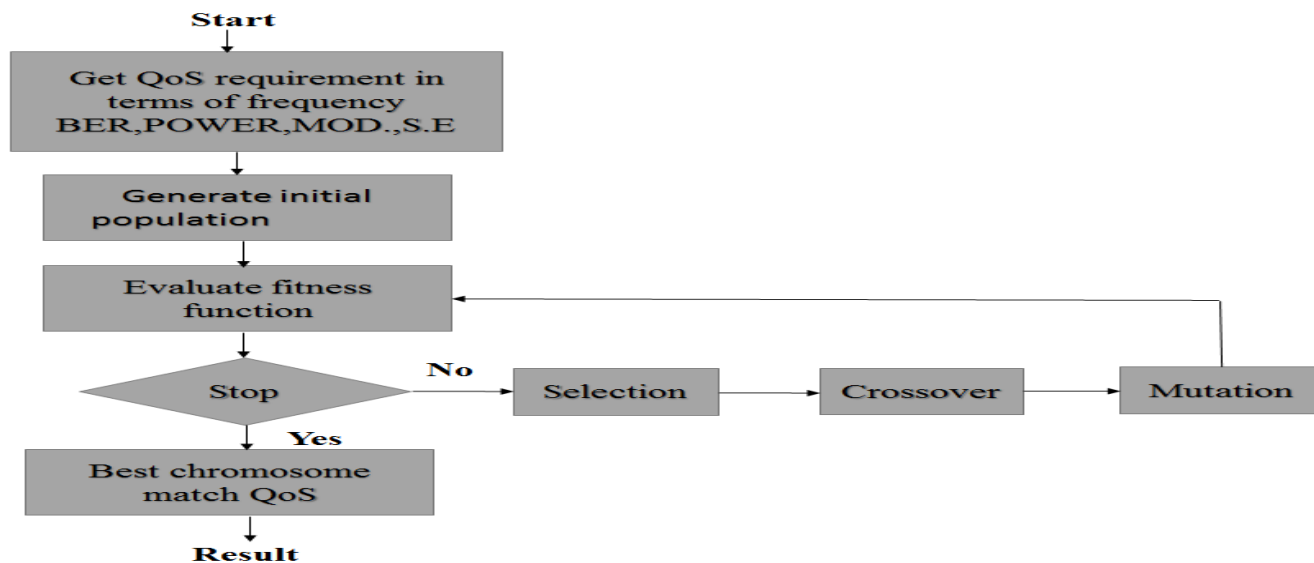 Start
Get QoS requirement in
terms of frequency
BER,POWER,MOD.,S.E
Generate initial
population
Evaluate fitness
function
Stop
No
Selection
Crossover
Mutation
Yes
Best chromosome
match QoS
Result